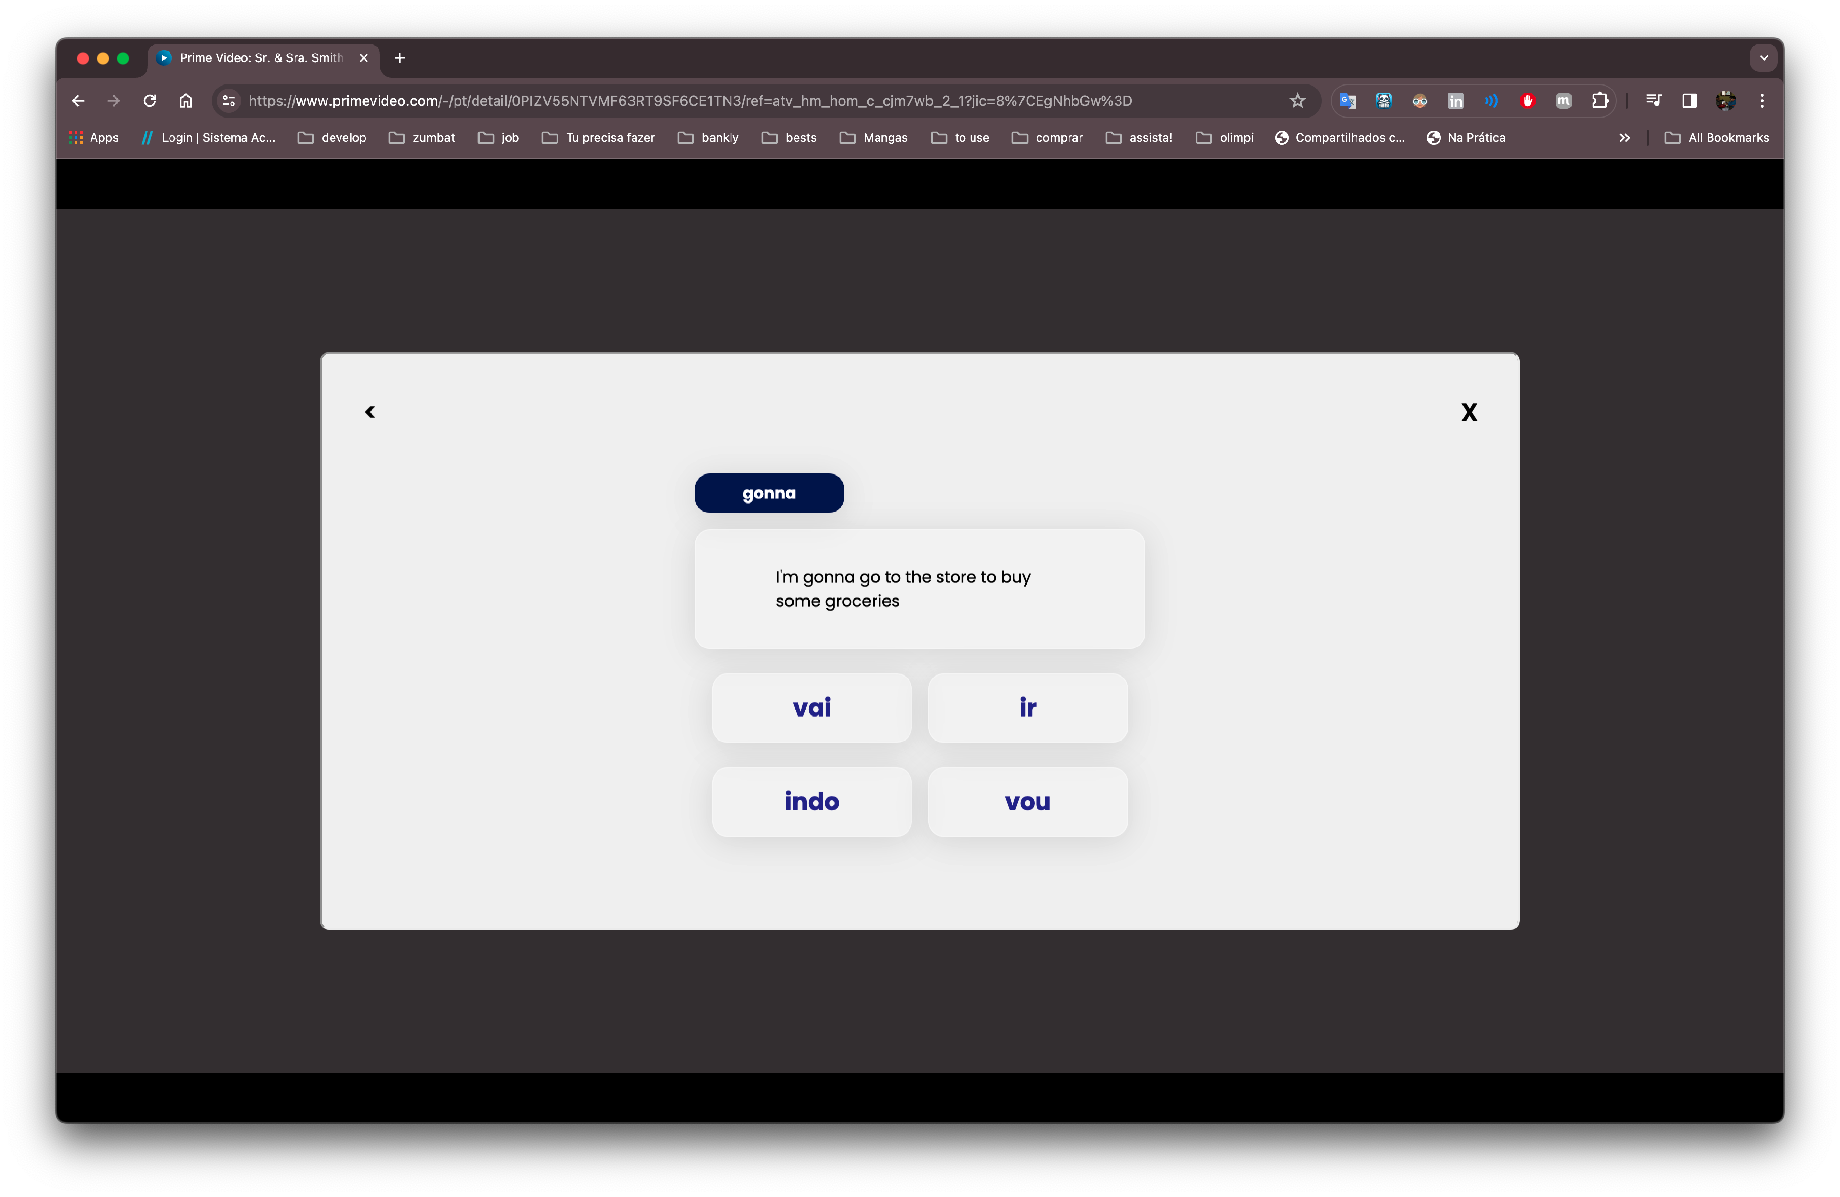 Prime Video: Sr. & Sra. Smith
https://www.primevideo.com/-/pt/detail/0PIZV55NTVMF63RT9SF6CE1TN3/ref=atv_hm_hom_c_cjm7wb_2_1?jic=8%7CEgNhbGw%3D
Apps Login | Sistema Ac... develop zumbat job Tu precisa fazer bankly bests Mangas to use comprar assista! olimpi Compartilhados c... Na Prática All Bookmarks
< X
gonna
I'm gonna go to the store to buy
some groceries
vai ir
indo vou